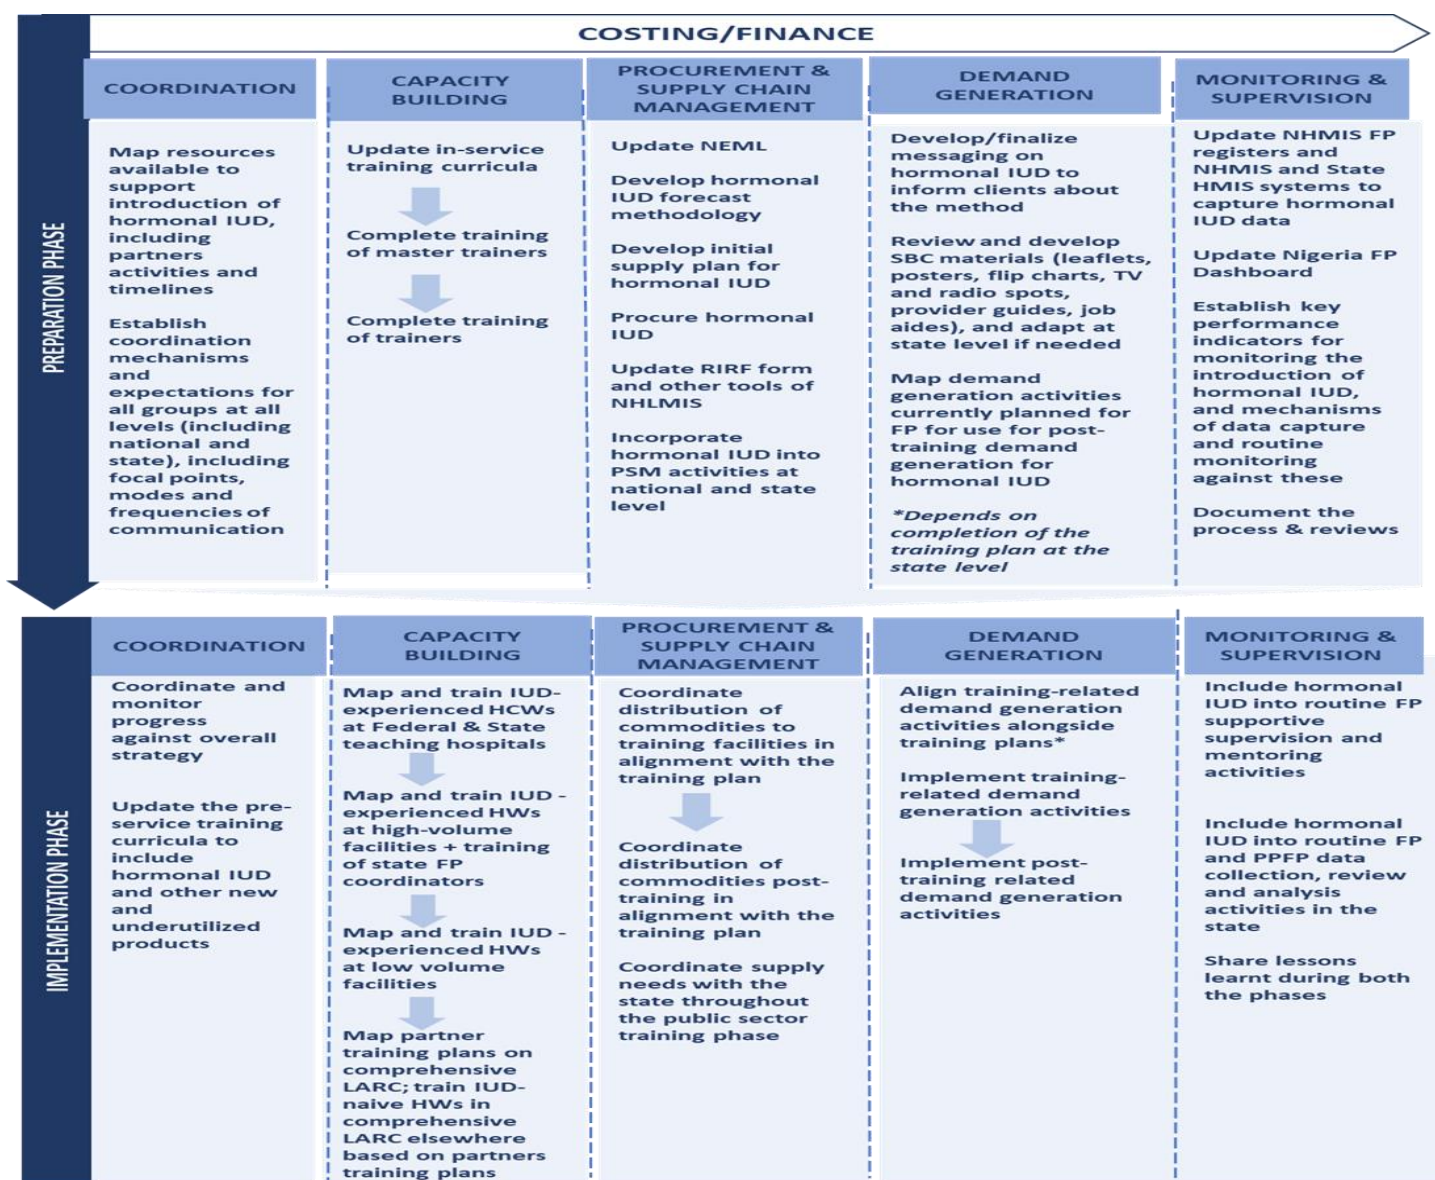 COSTING/FINANCE
PREPARATION PHASE
COORDINATION
Map resources
available to
support
introduction of
hormonal IUD,
including
partners
activities and
timelines
Establish
coordination
mechanisms
and
expectations for
all groups at all
levels (including
national and
state), including
focal points,
modes and
frequencies of
communication
CAPACITY
BUILDING
Update in-service
training curricula
Complete training
of master trainers
Complete training
of trainers
PROCUREMENT &
SUPPLY CHAIN
MANAGEMENT
Update NEML
Develop hormonal
IUD forecast
methodology
Develop initial
supply plan for
hormonal IUD
Procure hormonal
IUD
Update RIRF form
and other tools of
NHLMIS
Incorporate
hormonal IUD into
PSM activities at
national and state
level
DEMAND
GENERATION
Develop/finalize
messaging on
hormonal IUD to
inform clients about
the method
Review and develop
SBC materials (leaflets,
posters, flip charts, TV
and radio spots,
provider guides, job
aides), and adapt at
state level if needed
Map demand
generation activities
currently planned for
FP for use for post-
training demand
generation for
hormonal IUD
*Depends on
completion of the
training plan at the
state level
MONITORING &
SUPERVISION
Update NHMIS FP
registers and
NHMIS and State
HMIS systems to
capture hormonal
IUD data
Update Nigeria FP
Dashboard
Establish key
performance
indicators for
monitoring the
introduction of
hormonal IUD,
and mechanisms
of data capture
and routine
monitoring
against these
Document the
process & reviews
IMPLEMENTATION PHASE
COORDINATION
Coordinate and
monitor
progress
against overall
strategy
Update the pre-
service training
curricula to
include
hormonal IUD
and other new
and
underutilized
products
CAPACITY
BUILDING
Map and train IUD-
experienced HCWs
at Federal & State
teaching hospitals
Map and train IUD -
experienced HWs
at high-volume
facilities + training
of state FP
coordinators
Map and train IUD -
experienced HWs
at low volume
facilities
Map partner
training plans on
comprehensive
LARC; train IUD-
naive HWs in
comprehensive
LARC elsewhere
based on partners
training plans
PROCUREMENT &
SUPPLY CHAIN
MANAGEMENT
Coordinate
distribution of
commodities to
training facilities in
alignment with the
training plan
Coordinate
distribution of
commodities post-
training in
alignment with the
training plan
Coordinate supply
needs with the
state throughout
the public sector
training phase
DEMAND
GENERATION
Align training-related
demand generation
activities alongside
training plans*
Implement training-
related demand
generation activities
Implement post-
training related
demand generation
activities
MONITORING &
SUPERVISION
Include hormonal
IUD into routine FP
supportive
supervision and
mentoring
activities
Include hormonal
IUD into routine FP
and PPFP data
collection, review
and analysis
activities in the
state
Share lessons
learnt during both
the phases